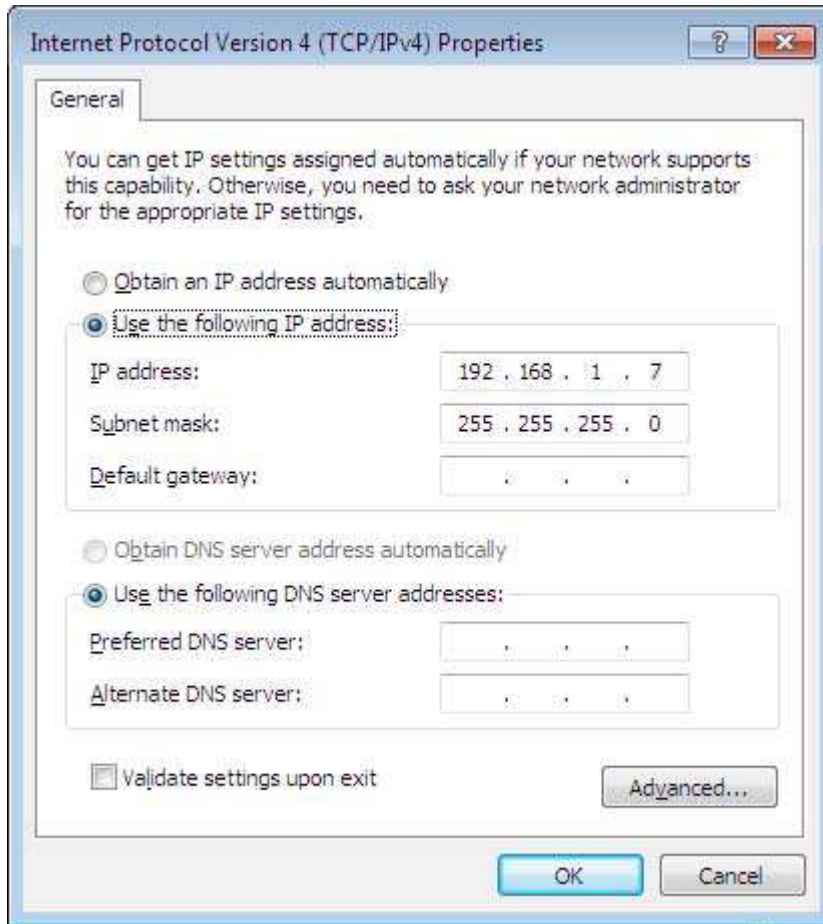 Internet Protocol Version 4 (TCP/IPv4) Properties
?
General
You can get IP settings assigned automatically if your network supports
this capability. Otherwise, you need to ask your network administrator
for the appropriate IP settings.
Obtain an IP address automatically
Use the following IP address:
IP address: 192 . 168 . 1 . 7
Subnet mask: 255 . 255 . 255 . 0
Default gateway: . . .
Obtain DNS server address automatically
Use the following DNS server addresses:
Preferred DNS server: . . .
Alternate DNS server: . . .
Validate settings upon exit
Advanced...
OK Cancel